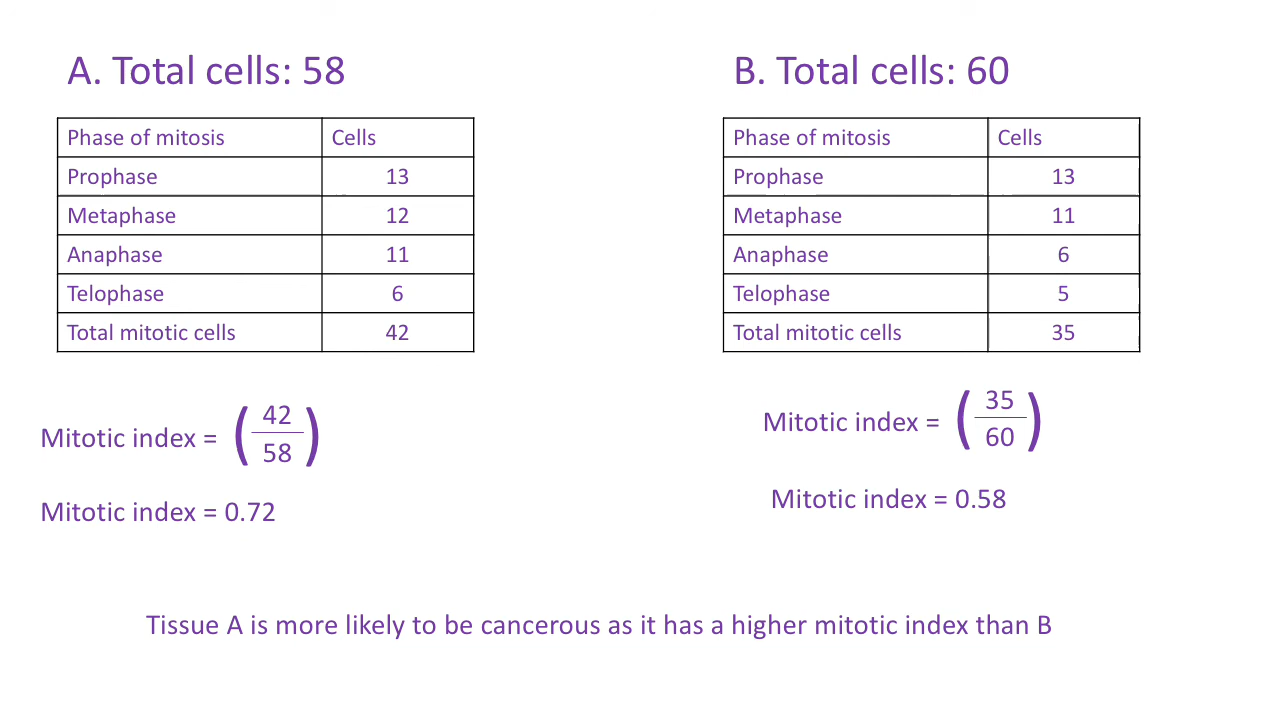 A. Total cells: 58
Phase of mitosis Cells
Prophase 13
Metaphase 12
Anaphase 11
Telophase 6
Total mitotic cells 42
Mitotic index = (42/58)
Mitotic index = 0.72
B. Total cells: 60
Phase of mitosis Cells
Prophase 13
Metaphase 11
Anaphase 6
Telophase 5
Total mitotic cells 35
Mitotic index = (35/60)
Mitotic index = 0.58
Tissue A is more likely to be cancerous as it has a higher mitotic index than B